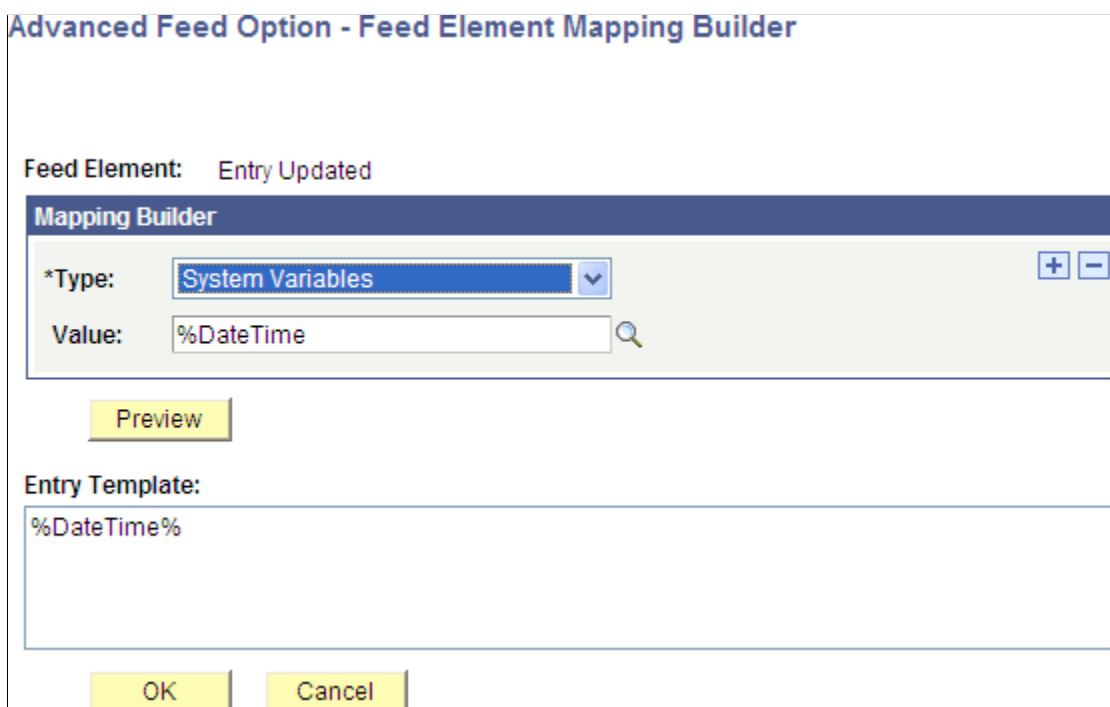 Advanced Feed Option - Feed Element Mapping Builder
Feed Element: Entry Updated
Mapping Builder
*Type: System Variables
Value: %DateTime
Preview
Entry Template:
%DateTime%
OK Cancel